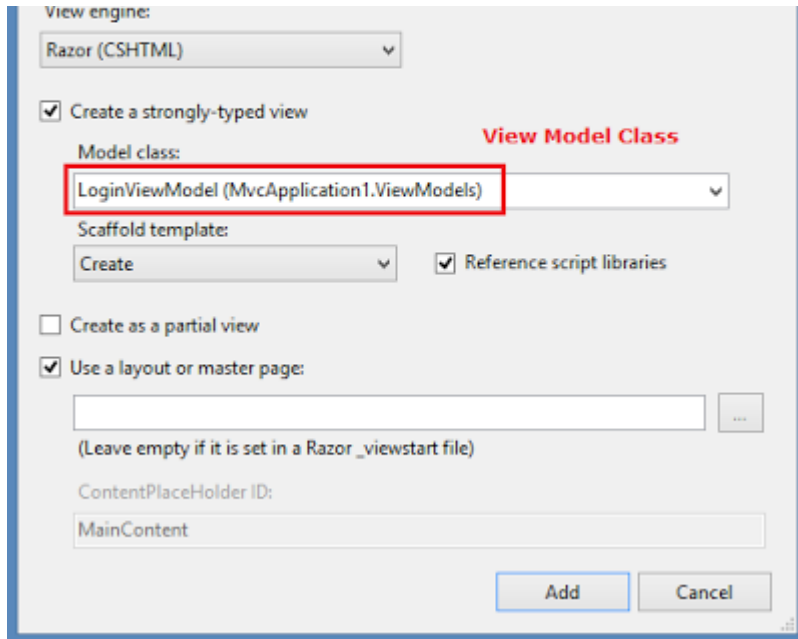 View engine:
Razor (CSHTML)
Create a strongly-typed view
View Model Class
Model class:
LoginViewModel (MvcApplication1.ViewModels)
Scaffold template:
Create
Reference script libraries
Create as a partial view
Use a layout or master page:
...
(Leave empty if it is set in a Razor _viewstart file)
ContentPlaceHolder ID:
MainContent
Add
Cancel